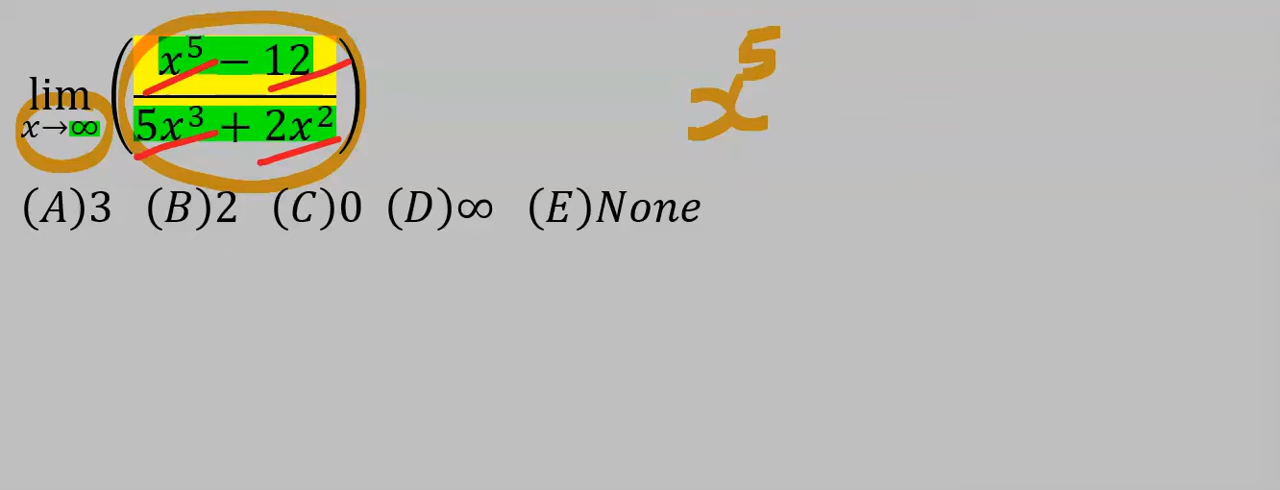 lim x→∞ ( (x⁵ − 12) / (5x³ + 2x²) )
x⁵
(A)3 (B)2 (C)0 (D)∞ (E)None